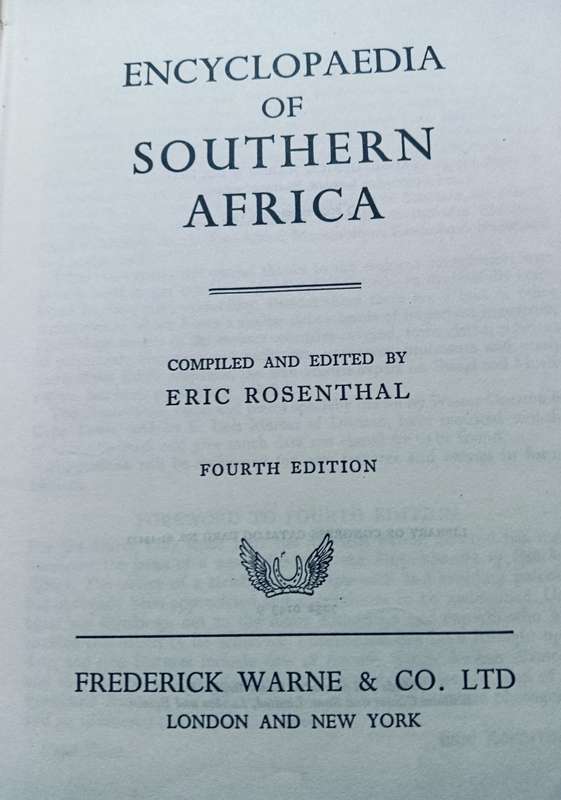 ENCYCLOPAEDIA
OF
SOUTHERN
AFRICA
COMPILED AND EDITED BY
ERIC ROSENTHAL
FOURTH EDITION
FREDERICK WARNE & CO. LTD
LONDON AND NEW YORK